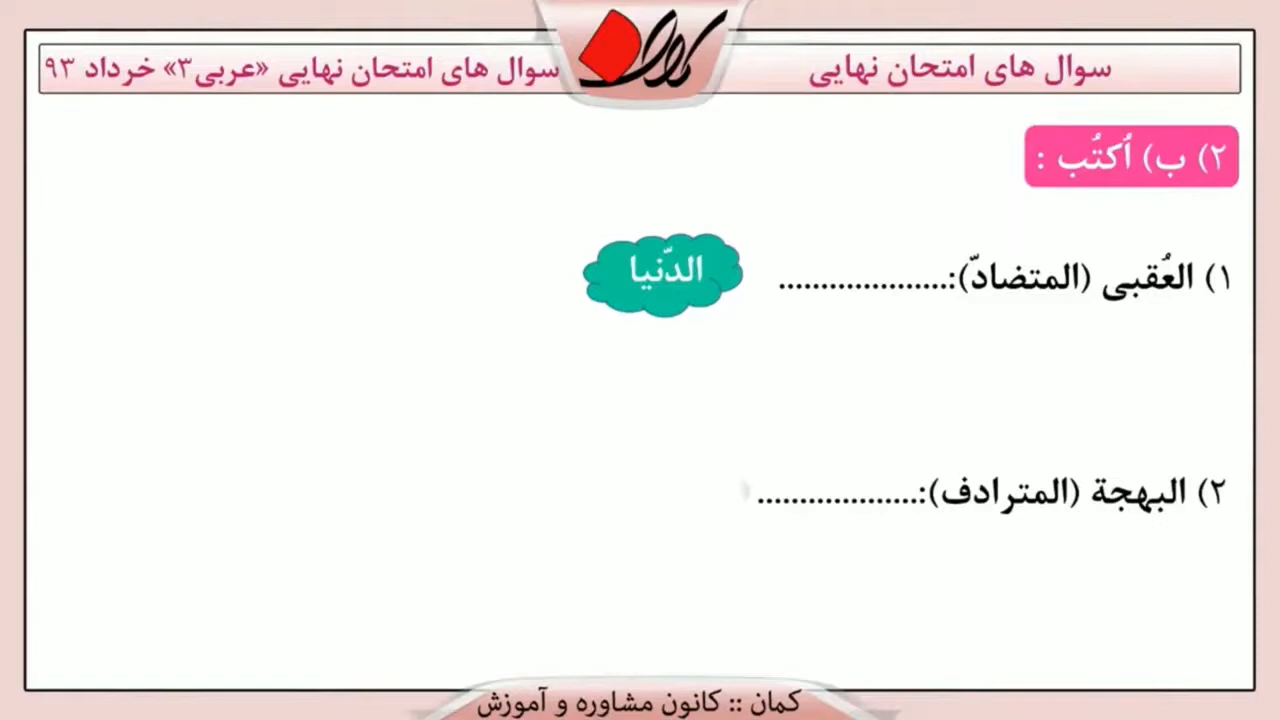 سوال های امتحان نهایی
سوال های امتحان نهایی «عربی۳» خرداد ۹۳
۲) ب) اُکتُب :
۱) العُقبی (المتضادّ):....................
الدّنیا
۲) البهجة (المترادف):...................
کمان :: کانون مشاوره و آموزش